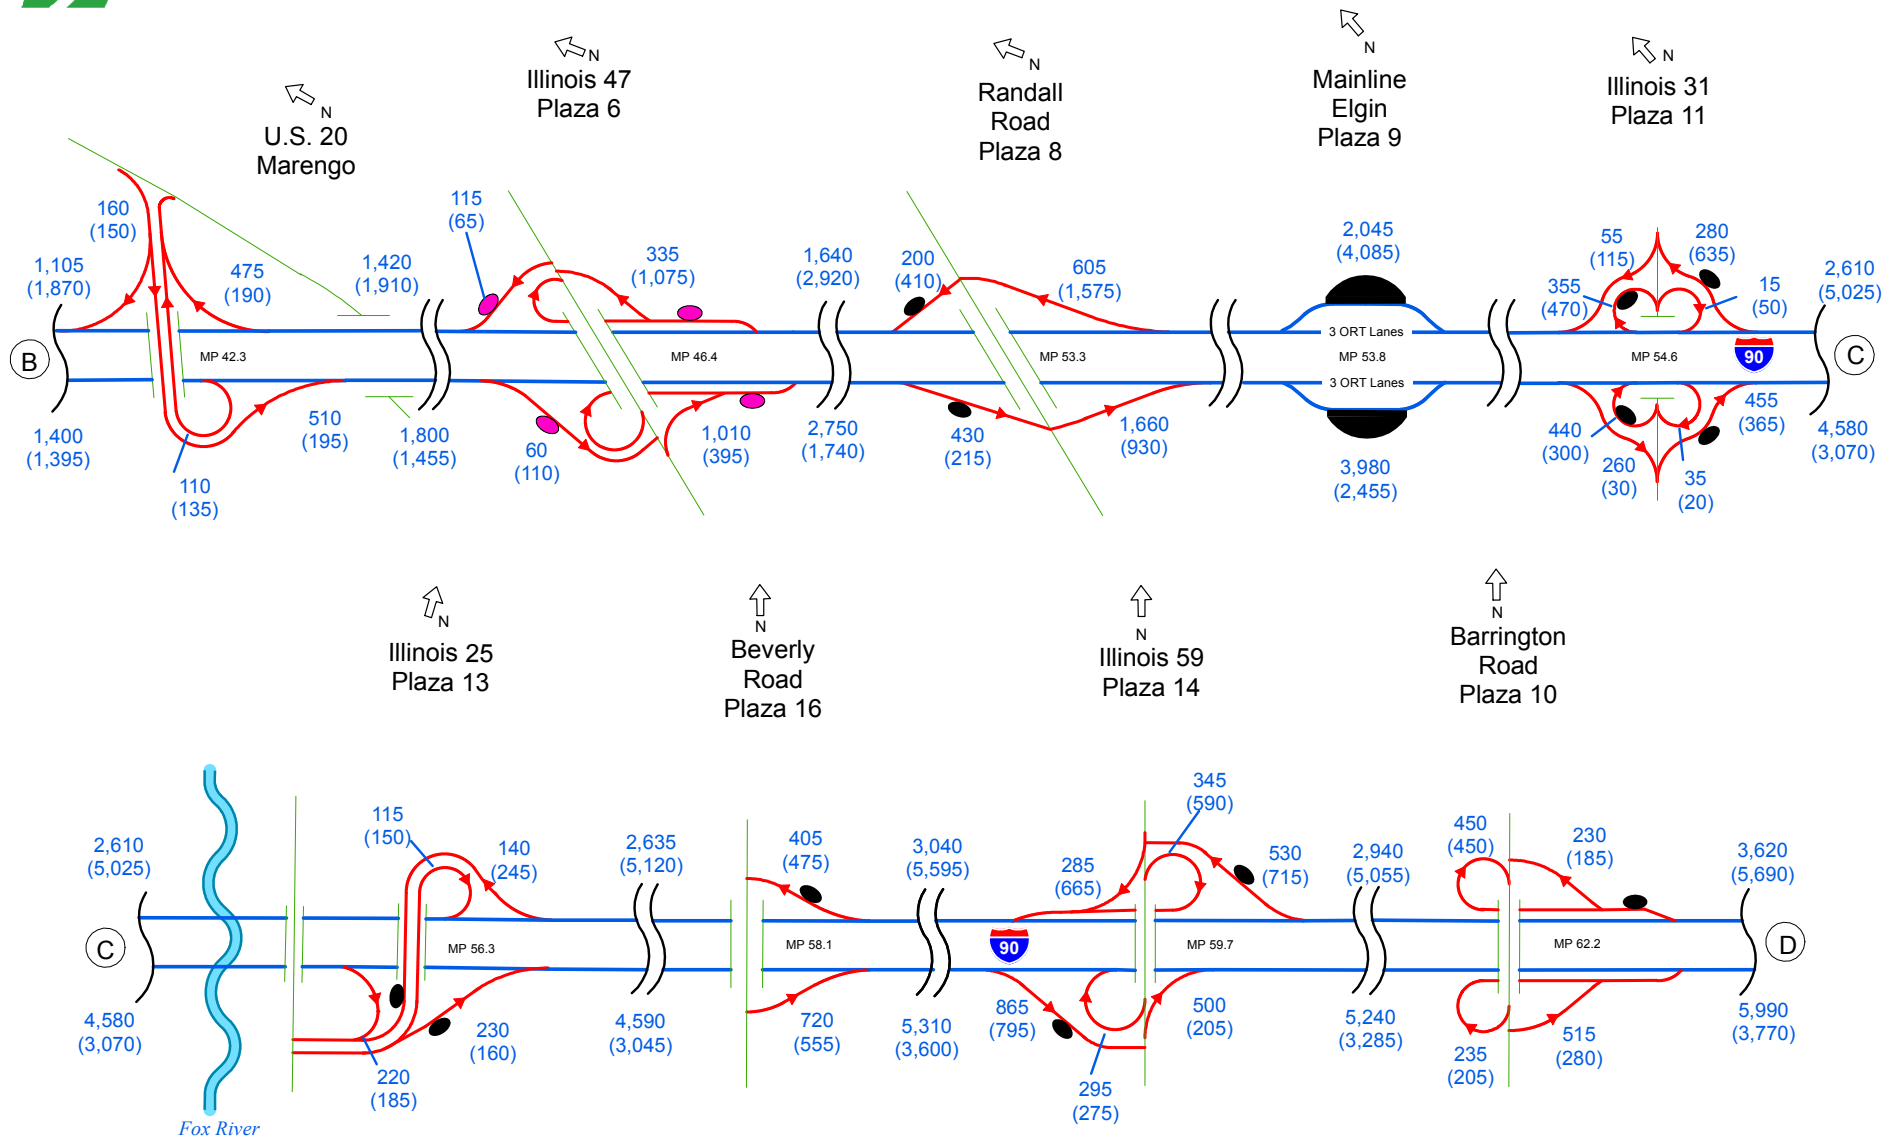 N
Illinois 47
Plaza 6
N
U.S. 20
Marengo
N
Randall
Road
Plaza 8
N
Mainline
Elgin
Plaza 9
N
Illinois 31
Plaza 11
160
(150)
1,105
(1,870)
475
(190)
1,420
(1,910)
115
(65)
335
(1,075)
1,640
(2,920)
200
(410)
605
(1,575)
2,045
(4,085)
55
(115)
280
(635)
355
(470)
15
(50)
2,610
(5,025)
B
MP 42.3
MP 46.4
MP 53.3
3 ORT Lanes
MP 53.8
3 ORT Lanes
MP 54.6
90
C
1,400
(1,395)
110
(135)
510
(195)
1,800
(1,455)
60
(110)
1,010
(395)
2,750
(1,740)
430
(215)
1,660
(930)
3,980
(2,455)
440
(300)
260
(30)
35
(20)
455
(365)
4,580
(3,070)
N
Illinois 25
Plaza 13
N
Beverly
Road
Plaza 16
N
Illinois 59
Plaza 14
N
Barrington
Road
Plaza 10
2,610
(5,025)
115
(150)
140
(245)
2,635
(5,120)
405
(475)
3,040
(5,595)
285
(665)
345
(590)
530
(715)
2,940
(5,055)
450
(450)
230
(185)
3,620
(5,690)
C
MP 56.3
MP 58.1
90
MP 59.7
MP 62.2
D
4,580
(3,070)
220
(185)
230
(160)
4,590
(3,045)
720
(555)
5,310
(3,600)
865
(795)
295
(275)
500
(205)
5,240
(3,285)
235
(205)
515
(280)
5,990
(3,770)
Fox River